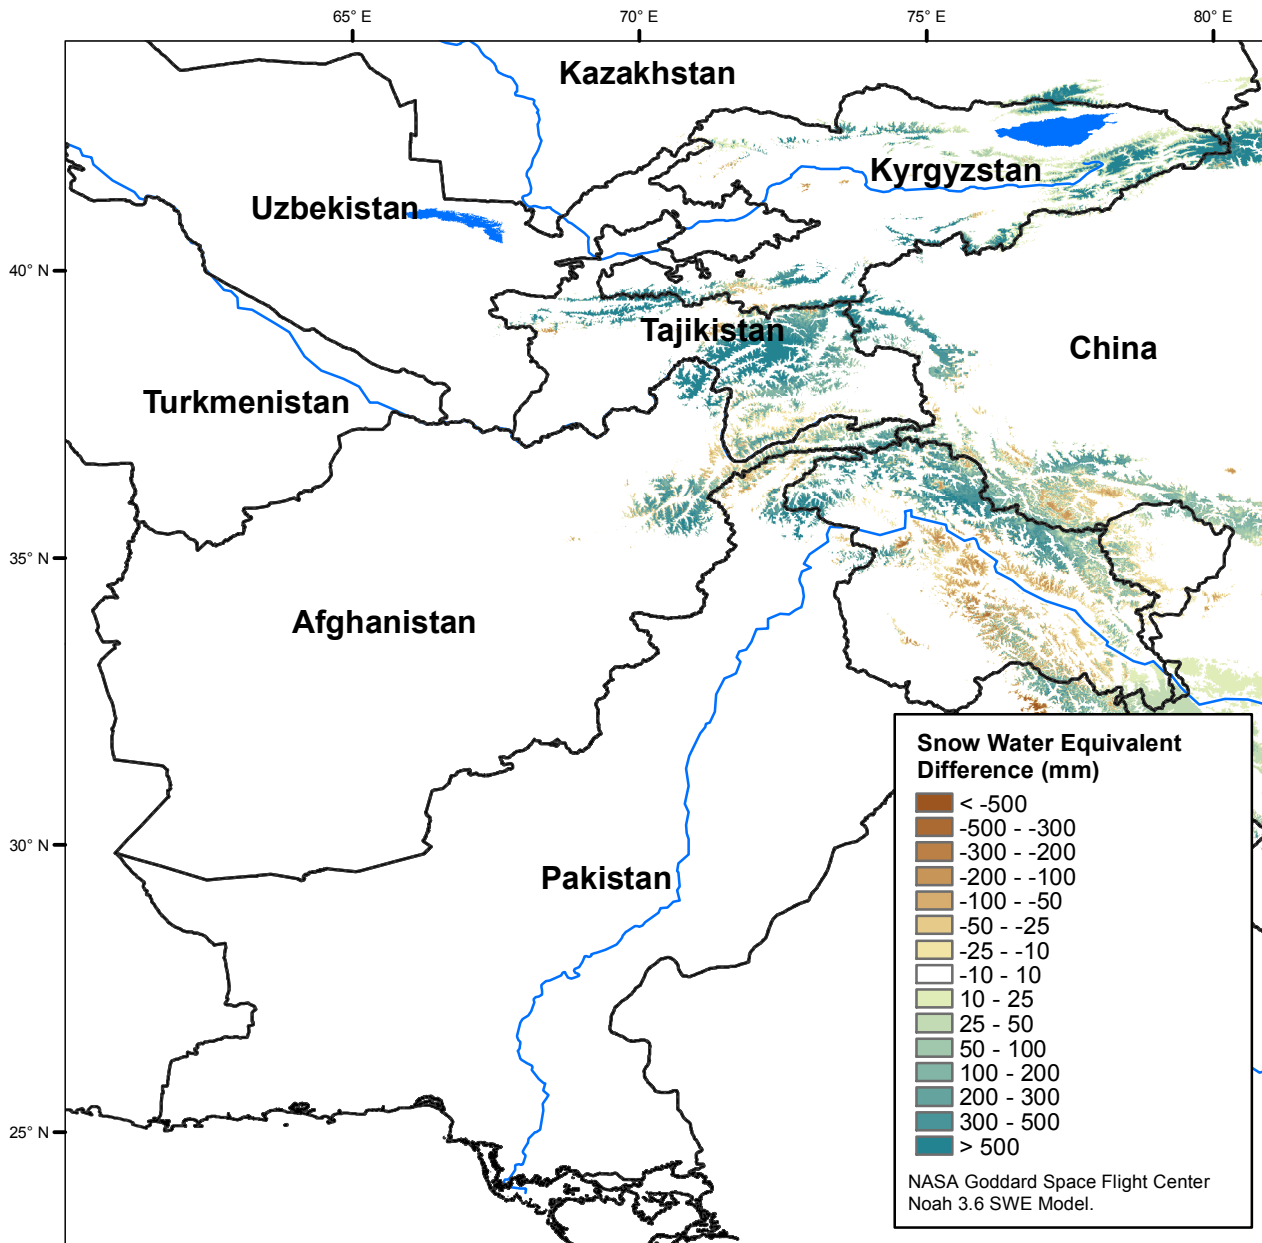 65° E
70° E
75° E
80° E
Kazakhstan
Kyrgyzstan
Uzbekistan
40° N
Tajikistan
China
Turkmenistan
35° N
Afghanistan
30° N
Pakistan
25° N
Snow Water Equivalent
Difference (mm)
< -500
-500 - -300
-300 - -200
-200 - -100
-100 - -50
-50 - -25
-25 - -10
-10 - 10
10 - 25
25 - 50
50 - 100
100 - 200
200 - 300
300 - 500
> 500
NASA Goddard Space Flight Center
Noah 3.6 SWE Model.